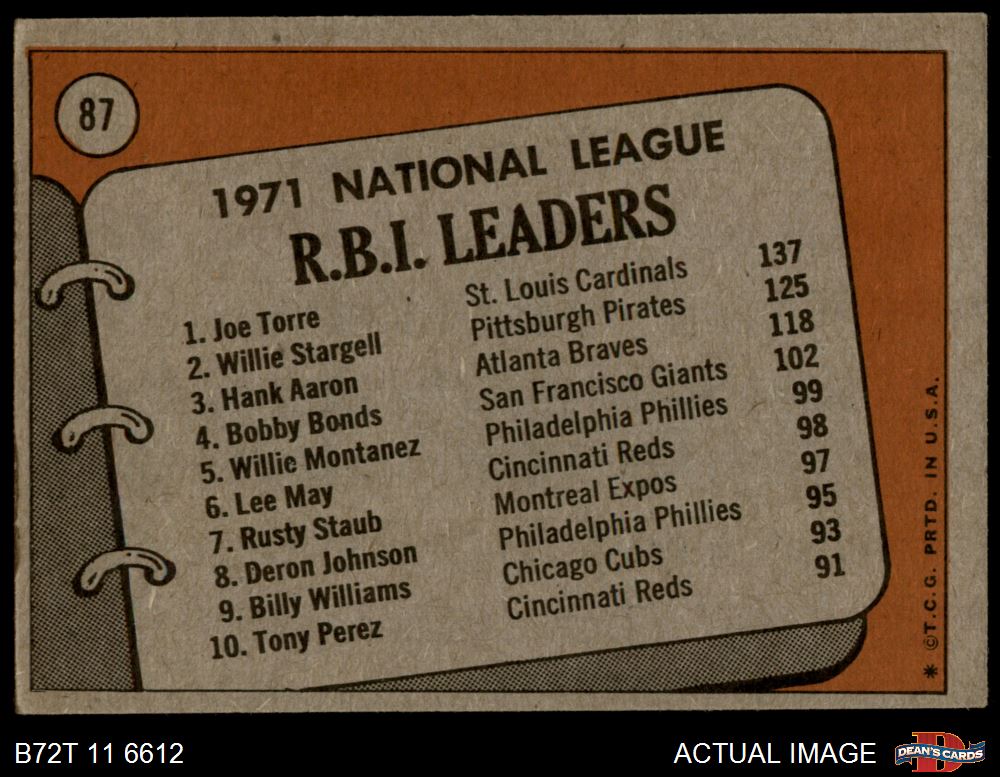 87
1971 NATIONAL LEAGUE
R.B.I. LEADERS
1. Joe Torre St. Louis Cardinals 137
2. Willie Stargell Pittsburgh Pirates 125
3. Hank Aaron Atlanta Braves 118
4. Bobby Bonds San Francisco Giants 102
5. Willie Montanez Philadelphia Phillies 99
6. Lee May Cincinnati Reds 98
7. Rusty Staub Montreal Expos 97
8. Deron Johnson Philadelphia Phillies 95
9. Billy Williams Chicago Cubs 93
10. Tony Perez Cincinnati Reds 91
* ©T.C.G. PRTD. IN U.S.A.
B72T 11 6612 ACTUAL IMAGE
DEAN'S CARDS